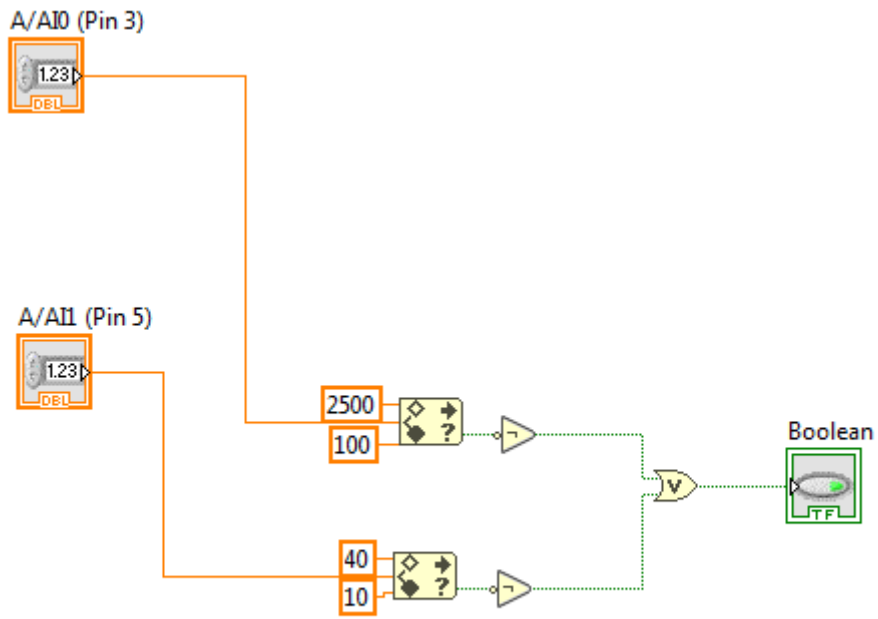 A/AI0 (Pin 3)
1.23
DBL
A/AI1 (Pin 5)
1.23
DBL
2500
?
100
Boolean
V
TF
40
?
10